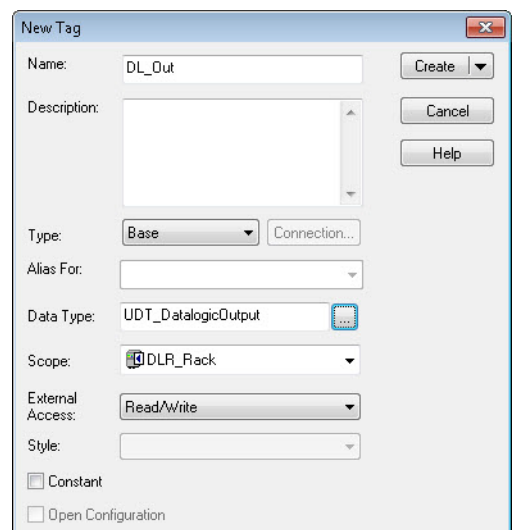 New Tag
Name:
DL_Out
Create
Description:
Cancel
Help
Type:
Base
Connection...
Alias For:
Data Type:
UDT_DatalogicOutput
...
Scope:
DLR_Rack
External
Access:
Read/Write
Style:
Constant
Open Configuration